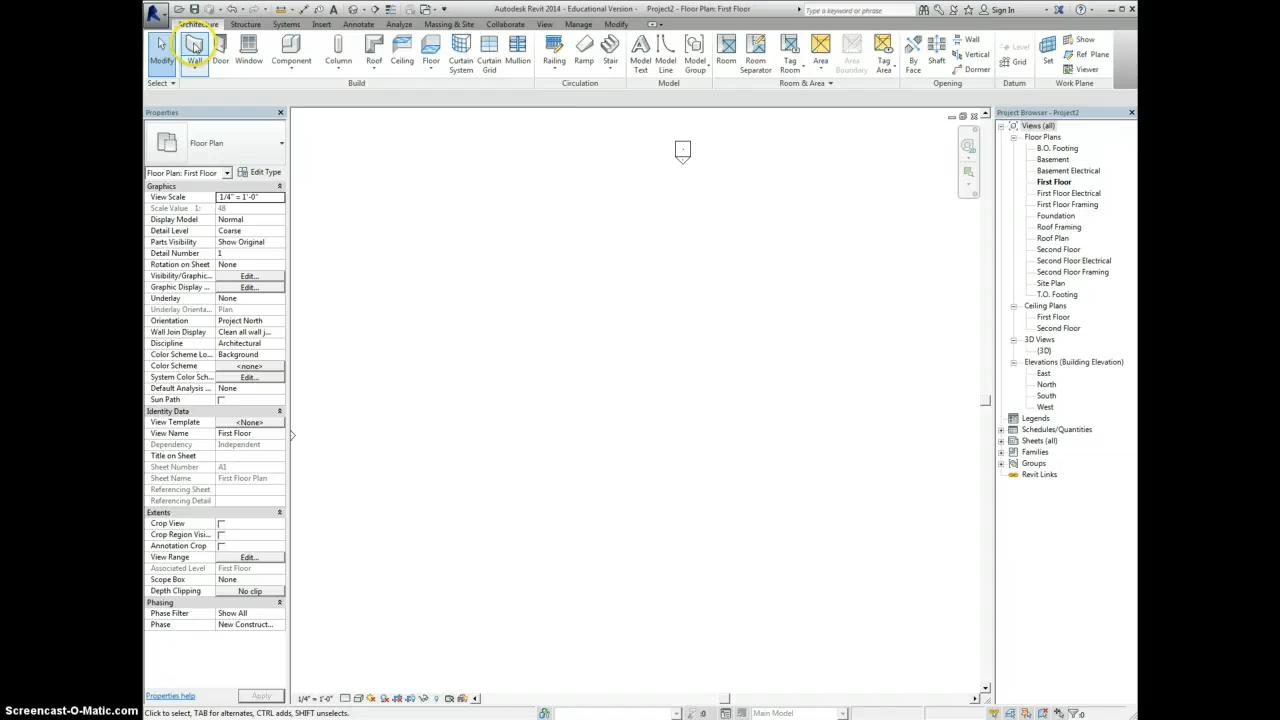 Autodesk Revit 2014 - Educational Version - Project2 - Floor Plan: First Floor
Type a keyword or phrase
Sign In
Architecture Structure Systems Insert Annotate Analyze Massing & Site Collaborate View Manage Modify
Modify Wall Door Window Component Column Roof Ceiling Floor Curtain System Curtain Grid Mullion Railing Ramp Stair Model Text Model Line Model Group Room Room Separator Tag Room Area Area Boundary Tag Area By Face Shaft Wall Vertical Dormer Level Grid Set Show Ref Plane Viewer
Select Build Circulation Model Room & Area Opening Datum Work Plane
Properties
Floor Plan
Floor Plan: First Floor Edit Type
Graphics
View Scale 1/4" = 1'-0"
Scale Value 1: 48
Display Model Normal
Detail Level Coarse
Parts Visibility Show Original
Detail Number 1
Rotation on Sheet None
Visibility/Graphic... Edit...
Graphic Display ... Edit...
Underlay None
Underlay Orienta... Plan
Orientation Project North
Wall Join Display Clean all wall j...
Discipline Architectural
Color Scheme Lo... Background
Color Scheme <none>
System Color Sch... Edit...
Default Analysis ... None
Sun Path
Identity Data
View Template <None>
View Name First Floor
Dependency Independent
Title on Sheet
Sheet Number A1
Sheet Name First Floor Plan
Referencing Sheet
Referencing Detail
Extents
Crop View
Crop Region Visi...
Annotation Crop
View Range Edit...
Associated Level First Floor
Scope Box None
Depth Clipping No clip
Phasing
Phase Filter Show All
Phase New Construct...
Properties help Apply
Project Browser - Project2
Views (all)
Floor Plans
B.O. Footing
Basement
Basement Electrical
First Floor
First Floor Electrical
First Floor Framing
Foundation
Roof Framing
Roof Plan
Second Floor
Second Floor Electrical
Second Floor Framing
Site Plan
T.O. Footing
Ceiling Plans
First Floor
Second Floor
3D Views
{3D}
Elevations (Building Elevation)
East
North
South
West
Legends
Schedules/Quantities
Sheets (all)
Families
Groups
Revit Links
1/4" = 1'-0"
Click to select, TAB for alternates, CTRL adds, SHIFT unselects.
:0
Main Model
:0
Screencast-O-Matic.com